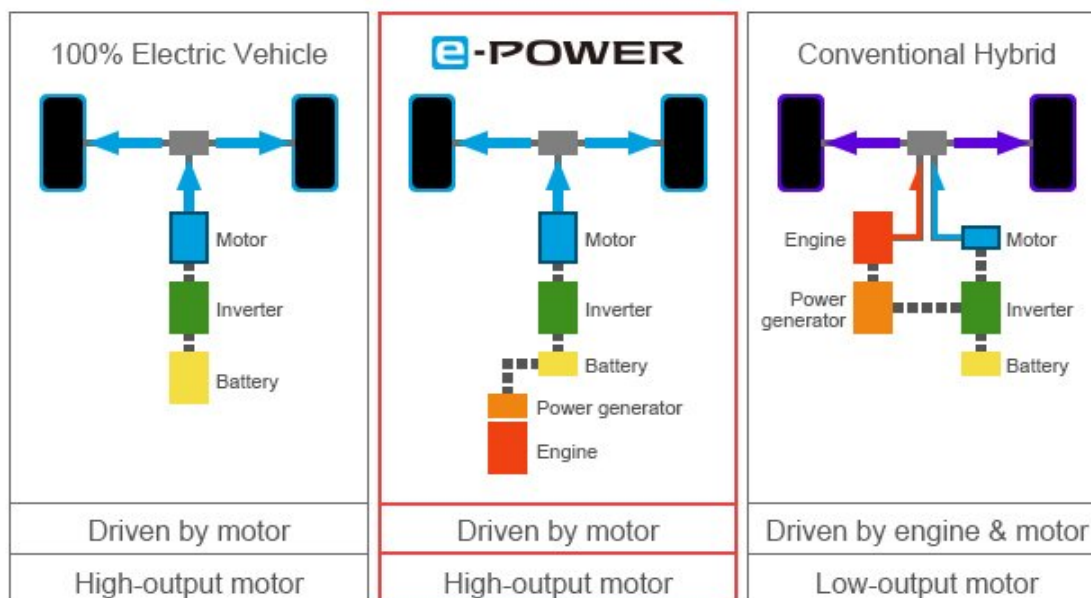 100% Electric Vehicle
Motor
Inverter
Battery
Driven by motor
High-output motor
e-POWER
Motor
Inverter
Battery
Power generator
Engine
Driven by motor
High-output motor
Conventional Hybrid
Engine
Motor
Power
generator
Inverter
Battery
Driven by engine & motor
Low-output motor